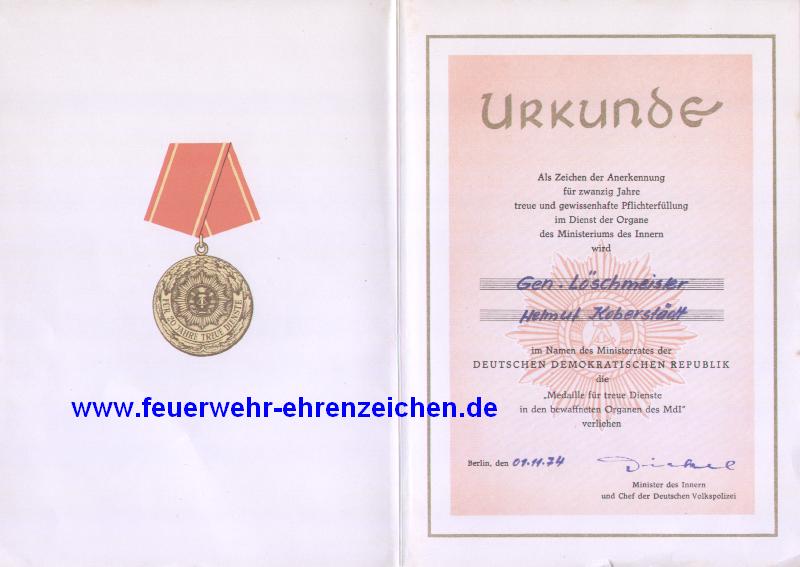 FÜR 20 JAHRE TREUE DIENSTE
www.feuerwehr-ehrenzeichen.de
URKUNDE
Als Zeichen der Anerkennung
für zwanzig Jahre
treue und gewissenhafte Pflichterfüllung
im Dienst der Organe
des Ministeriums des Innern
wird
Gen. Löschmeister
Helmut Koberstädt
im Namen des Ministerrates der
DEUTSCHEN DEMOKRATISCHEN REPUBLIK
die
„Medaille für treue Dienste
in den bewaffneten Organen des MdI"
verliehen
Berlin, den 01.11.74 Dickel
Minister des Innern
und Chef der Deutschen Volkspolizei